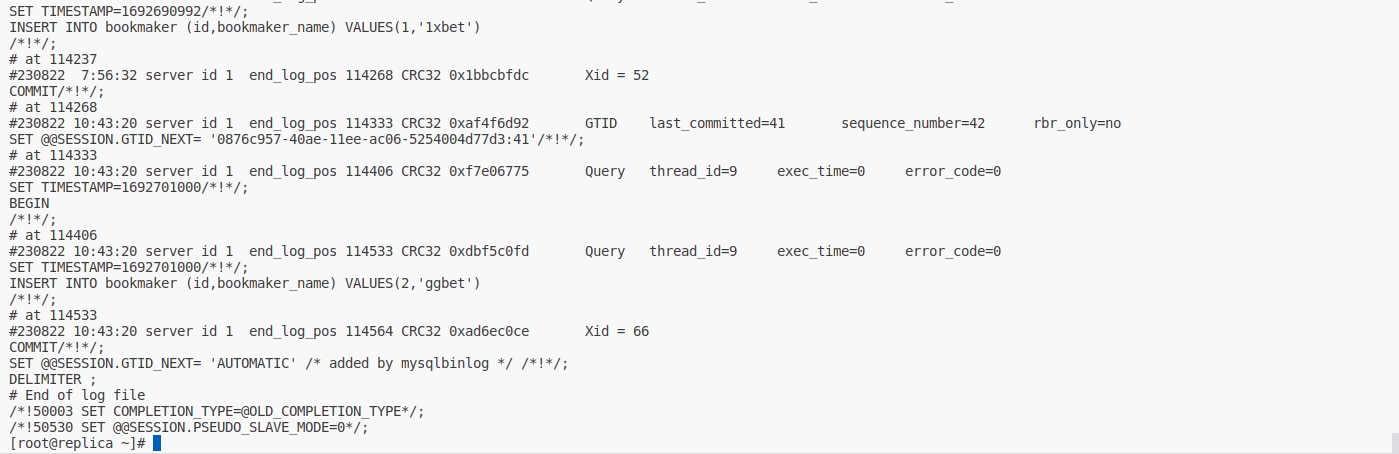 SET TIMESTAMP=1692690992/*!*/;
INSERT INTO bookmaker (id,bookmaker_name) VALUES(1,'1xbet')
/*!*/;
# at 114237
#230822  7:56:32 server id 1  end_log_pos 114268 CRC32 0x1bbcbfdc       Xid = 52
COMMIT/*!*/;
# at 114268
#230822 10:43:20 server id 1  end_log_pos 114333 CRC32 0xaf4f6d92       GTID    last_committed=41       sequence_number=42      rbr_only=no
SET @@SESSION.GTID_NEXT= '0876c957-40ae-11ee-ac06-5254004d77d3:41'/*!*/;
# at 114333
#230822 10:43:20 server id 1  end_log_pos 114406 CRC32 0xf7e06775       Query   thread_id=9     exec_time=0     error_code=0
SET TIMESTAMP=1692701000/*!*/;
BEGIN
/*!*/;
# at 114406
#230822 10:43:20 server id 1  end_log_pos 114533 CRC32 0xdbf5c0fd       Query   thread_id=9     exec_time=0     error_code=0
SET TIMESTAMP=1692701000/*!*/;
INSERT INTO bookmaker (id,bookmaker_name) VALUES(2,'ggbet')
/*!*/;
# at 114533
#230822 10:43:20 server id 1  end_log_pos 114564 CRC32 0xad6ec0ce       Xid = 66
COMMIT/*!*/;
SET @@SESSION.GTID_NEXT= 'AUTOMATIC' /* added by mysqlbinlog */ /*!*/;
DELIMITER ;
# End of log file
/*!50003 SET COMPLETION_TYPE=@OLD_COMPLETION_TYPE*/;
/*!50530 SET @@SESSION.PSEUDO_SLAVE_MODE=0*/;
[root@replica ~]#